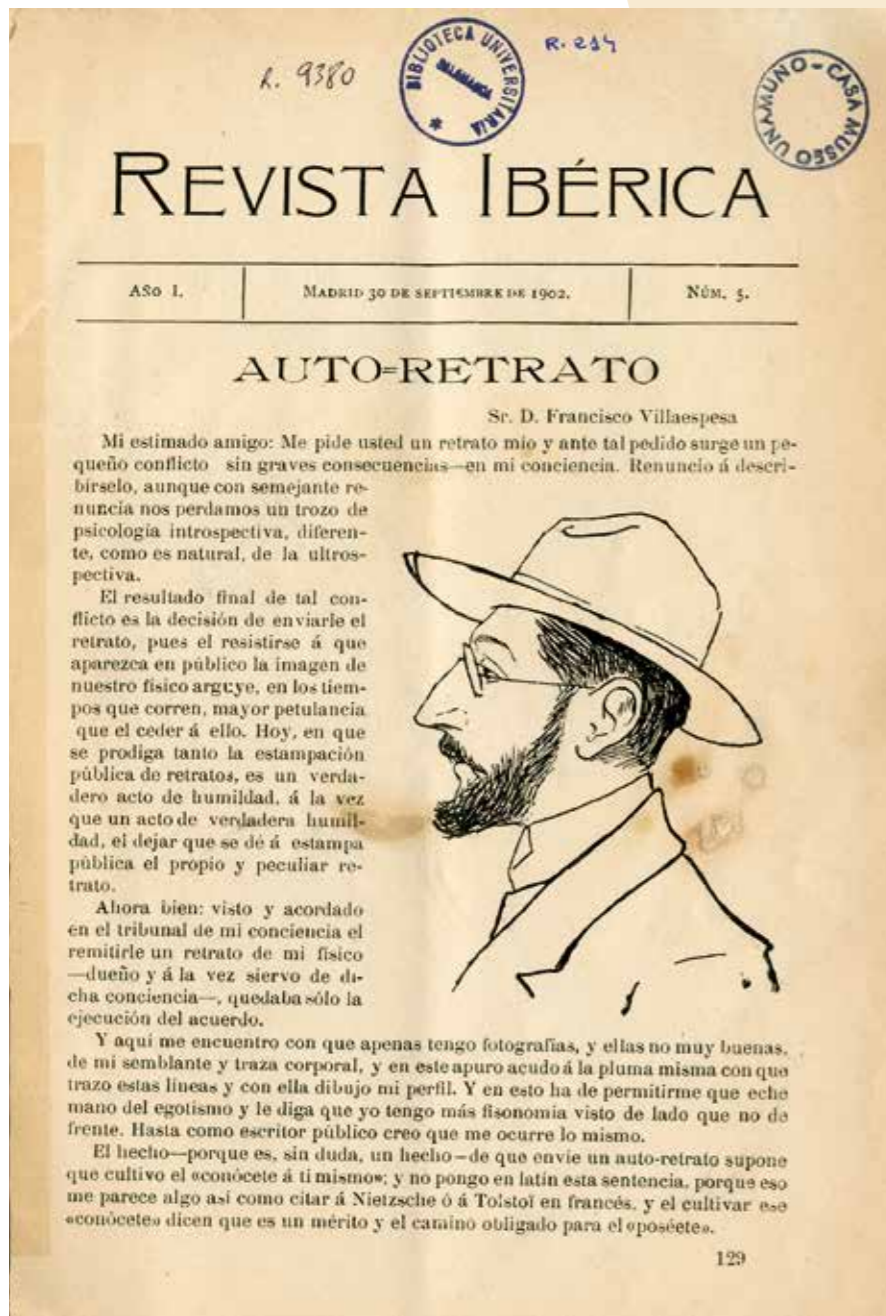 R. 9380
BIBLIOTECA UNIVERSITARIA
SALAMANCA
R. 214
UNAMUNO-CASA MUSEO
REVISTA IBÉRICA
AÑO I.
MADRID 30 DE SEPTIEMBRE DE 1902.
NÚM. 5.
AUTO-RETRATO
Sr. D. Francisco Villaespesa
Mi estimado amigo: Me pide usted un retrato mío y ante tal pedido surge un pe-
queño conflicto sin graves consecuencias—en mi conciencia. Renuncio á descri-
bírselo, aunque con semejante re-
nuncia nos perdamos un trozo de
psicología introspectiva, diferen-
te, como es natural, de la ultros-
pectiva.
El resultado final de tal con-
flicto es la decisión de enviarle el
retrato, pues el resistirse á que
aparezca en público la imagen de
nuestro físico arguye, en los tiem-
pos que corren, mayor petulancia
que el ceder á ello. Hoy, en que
se prodiga tanto la estampación
pública de retratos, es un verda-
dero acto de humildad, á la vez
que un acto de verdadera humil-
dad, el dejar que se dé á estampa
pública el propio y peculiar re-
trato.
Ahora bien: visto y acordado
en el tribunal de mi conciencia el
remitirle un retrato de mi físico
—dueño y á la vez siervo de di-
cha conciencia—, quedaba sólo la
ejecución del acuerdo.
Y aquí me encuentro con que apenas tengo fotografías, y ellas no muy buenas,
de mi semblante y traza corporal, y en este apuro acudo á la pluma misma con que
trazo estas líneas y con ella dibujo mi perfil. Y en esto ha de permitirme que eche
mano del egotismo y le diga que yo tengo más fisonomía visto de lado que no de
frente. Hasta como escritor público creo que me ocurre lo mismo.
El hecho—porque es, sin duda, un hecho—de que envíe un auto-retrato supone
que cultivo el «conócete á ti mismo»; y no pongo en latín esta sentencia, porque eso
me parece algo así como citar á Nietzsche ó á Tolstoï en francés, y el cultivar ese
«conócete» dicen que es un mérito y el camino obligado para el «poséete».
129